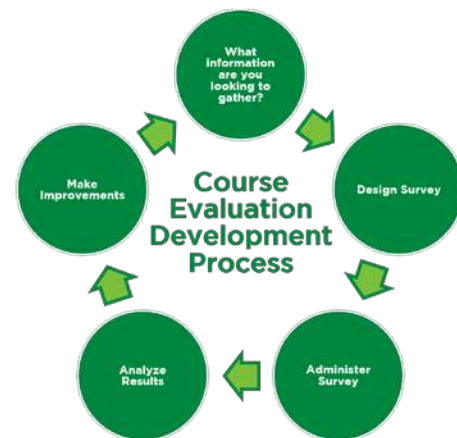 What
information
are you
looking to
gather?
Design Survey
Administer
Survey
Analyze
Results
Make
Improvements
Course
Evaluation
Development
Process